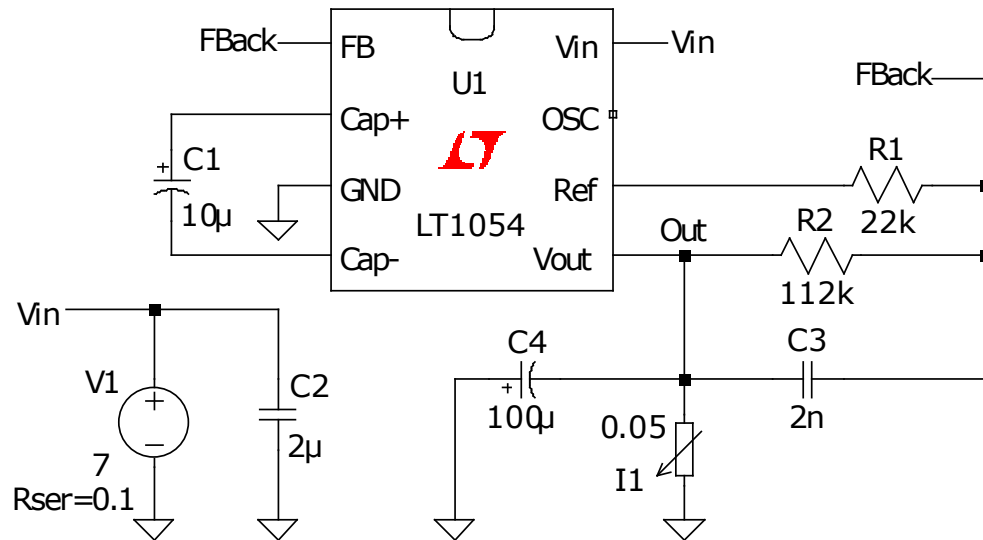 FBack
FB
Vin
Vin
FBack
U1
Cap+
OSC
C1
R1
10µ
GND
Ref
22k
LT1054
Out
R2
Cap-
Vout
112k
Vin
C4
C3
V1
C2
100µ
0.05
2n
7
2µ
I1
Rser=0.1